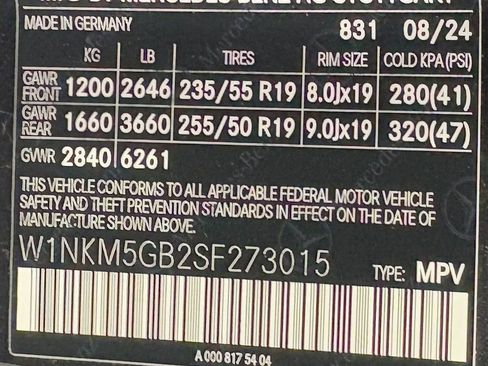 MADE IN GERMANY 831 08/24
KG LB TIRES RIM SIZE COLD KPA (PSI)
GAWR FRONT 1200 2646 235/55 R19 8.0Jx19 280(41)
GAWR REAR 1660 3660 255/50 R19 9.0Jx19 320(47)
GVWR 2840 6261
THIS VEHICLE CONFORMS TO ALL APPLICABLE FEDERAL MOTOR VEHICLE
SAFETY AND THEFT PREVENTION STANDARDS IN EFFECT ON THE DATE OF
MANUFACTURE SHOWN ABOVE.
W1NKM5GB2SF273015 TYPE: MPV
A 000 817 54 04